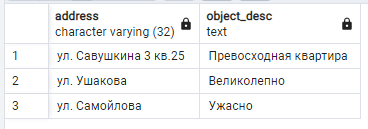 address object_desc
character varying (32) text
1 ул. Савушкина 3 кв.25 Превосходная квартира
2 ул. Ушакова Великолепно
3 ул. Самойлова Ужасно